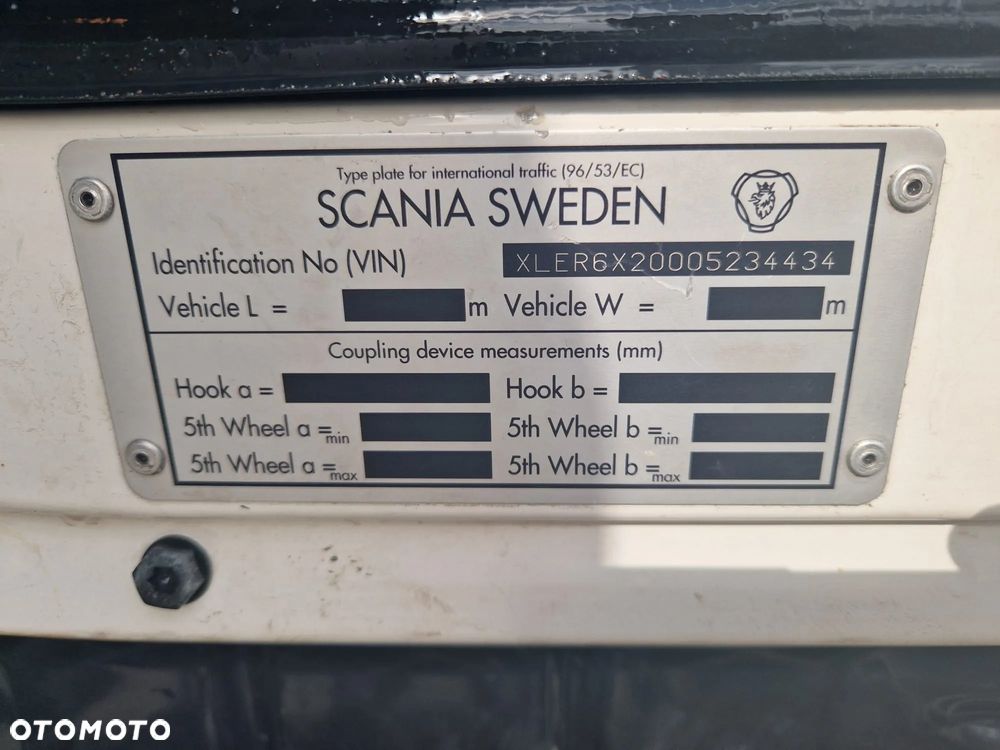 Type plate for international traffic (96/53/EC)
SCANIA SWEDEN
Identification No (VIN) XLER6X20005234434
Vehicle L = m Vehicle W = m
Coupling device measurements (mm)
Hook a = Hook b =
5th Wheel a =min 5th Wheel b =min
5th Wheel a =max 5th Wheel b =max
OTOMOTO